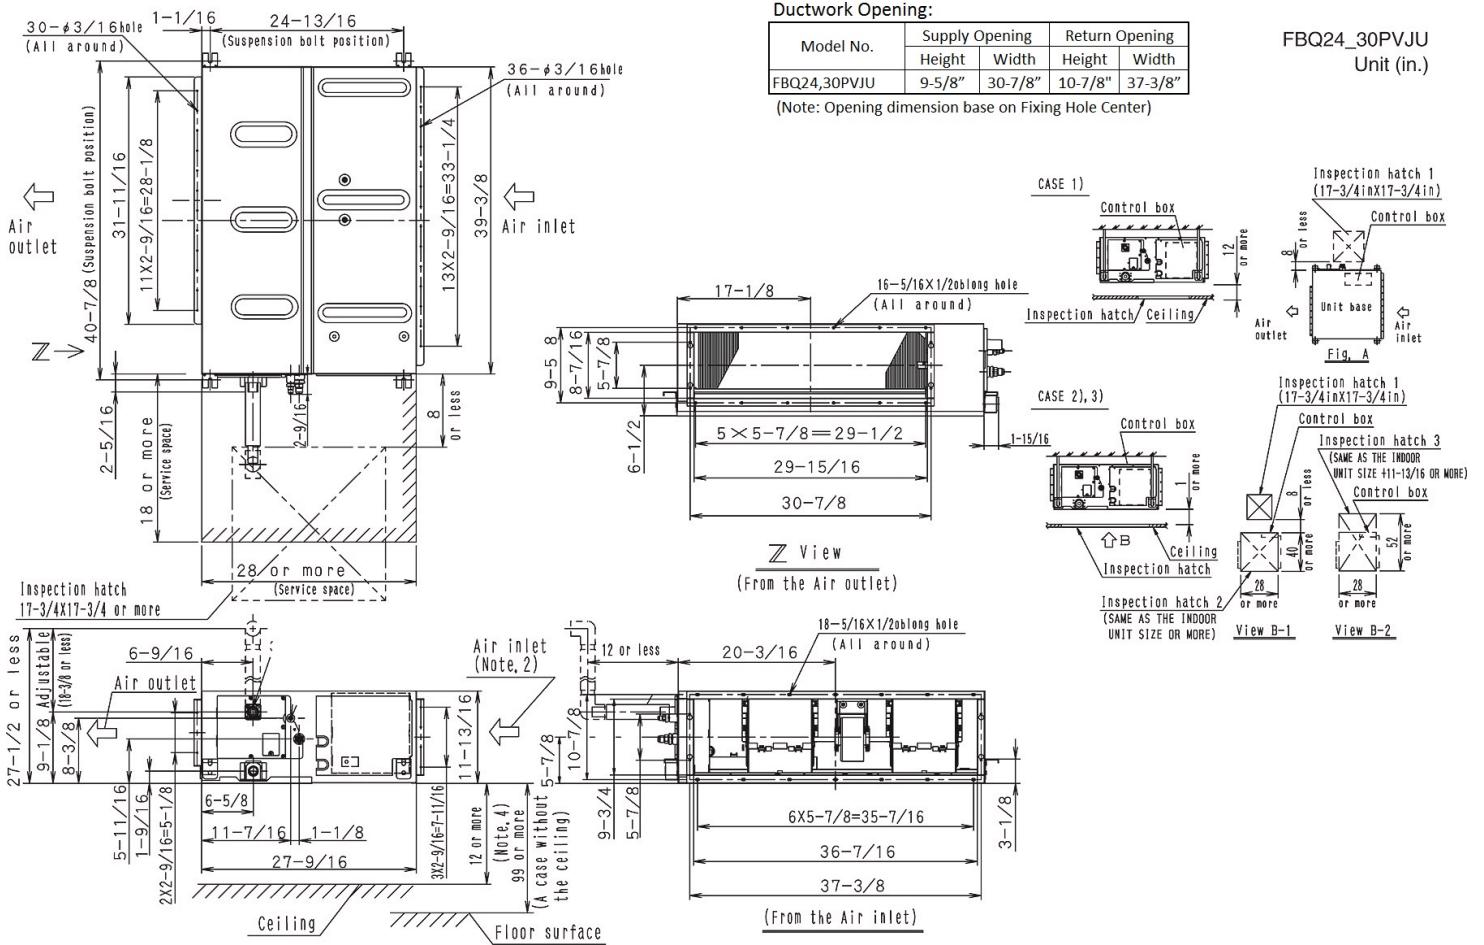 Ductwork Opening:
Model No.
Supply Opening
Return Opening
Height
Width
Height
Width
FBQ24,30PVJU
9-5/8”
30-7/8”
10-7/8"
37-3/8”
(Note: Opening dimension base on Fixing Hole Center)
FBQ24_30PVJU
Unit (in.)
1-1/16
24-13/16
(Suspension bolt position)
30-ø3/16hole
(All around)
36-ø3/16hole
(All around)
40-7/8 (Suspension bolt position)
31-11/16
11X2-9/16=28-1/8
13X2-9/16=33-1/4
39-3/8
Air
outlet
Air inlet
Z
2-5/16
18 or more
(Service space)
2-9/16
8
or less
28 or more
(Service space)
Inspection hatch
17-3/4X17-3/4 or more
17-1/8
16-5/16X1/2oblong hole
(All around)
9-5 8
8-7/16
5-7/8
6-1/2
5X5-7/8=29-1/2
1-15/16
29-15/16
30-7/8
Z View
(From the Air outlet)
CASE 1)
Control box
12
or more
Inspection hatch
Ceiling
Inspection hatch 1
(17-3/4inX17-3/4in)
8
or less
Control box
Unit base
Air
outlet
Air
inlet
Fig. A
CASE 2),3)
Control box
1
or more
B
Ceiling
Inspection hatch
Inspection hatch 1
(17-3/4inX17-3/4in)
Control box
Inspection hatch 3
(SAME AS THE INDOOR
UNIT SIZE +11-13/16 OR MORE)
8
or less
Control box
40
or more
52
or more
28
or more
28
or more
Inspection hatch 2
(SAME AS THE INDOOR
UNIT SIZE OR MORE)
View B-1
View B-2
27-1/2 or less
9-1/8 Adjustable
(18-3/8 or less)
8-3/8
6-9/16
Air outlet
Air inlet
(Note.2)
11-13/16
5-11/16
1-9/16
2X2-9/16=5-1/8
6-5/8
11-7/16
1-1/8
27-9/16
3X2-9/16=7-11/16
12 or more
(Note.4)
99 or more
(A case without
the ceiling)
Ceiling
Floor surface
12 or less
20-3/16
18-5/16X1/2oblong hole
(All around)
5-7/8
10-7/8
9-3/4
5-7/8
6X5-7/8=35-7/16
3-1/8
36-7/16
37-3/8
(From the Air inlet)